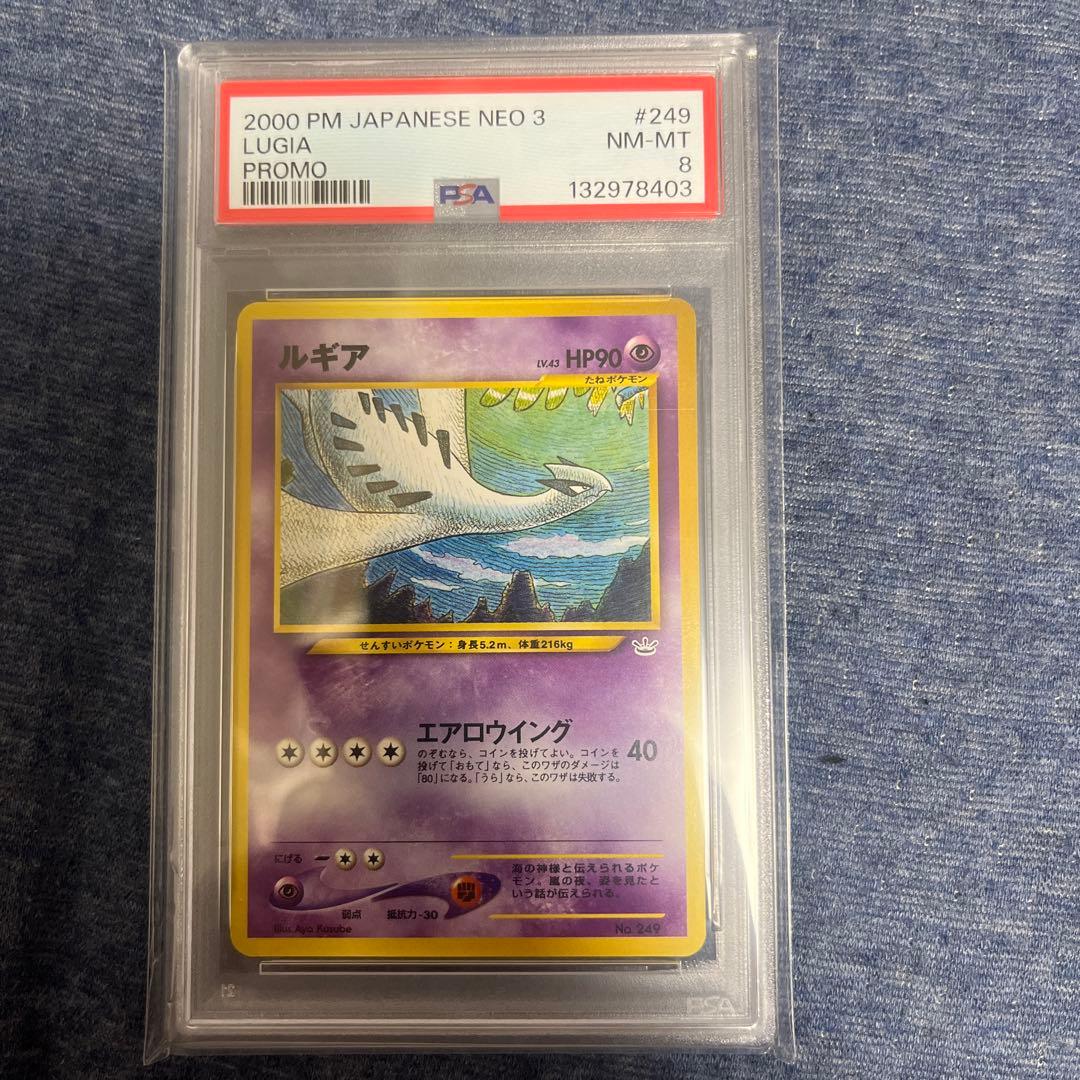 2000 PM JAPANESE NEO 3 #249
LUGIA NM-MT
PROMO 8
PSA 132978403
ルギア LV.43 HP90
たねポケモン
せんすいポケモン：身長5.2m、体重216kg
エアロウイング
のぞむなら、コインを投げてよい。コインを
投げて「おもて」なら、このワザのダメージは
「80」になる。「うら」なら、このワザは失敗する。
40
にげる
弱点 抵抗力-30
海の神様と伝えられるポケ
モン。嵐の夜、姿を見たと
いう話が伝えられる。
Illus. Aya Kusube No. 249
PSA